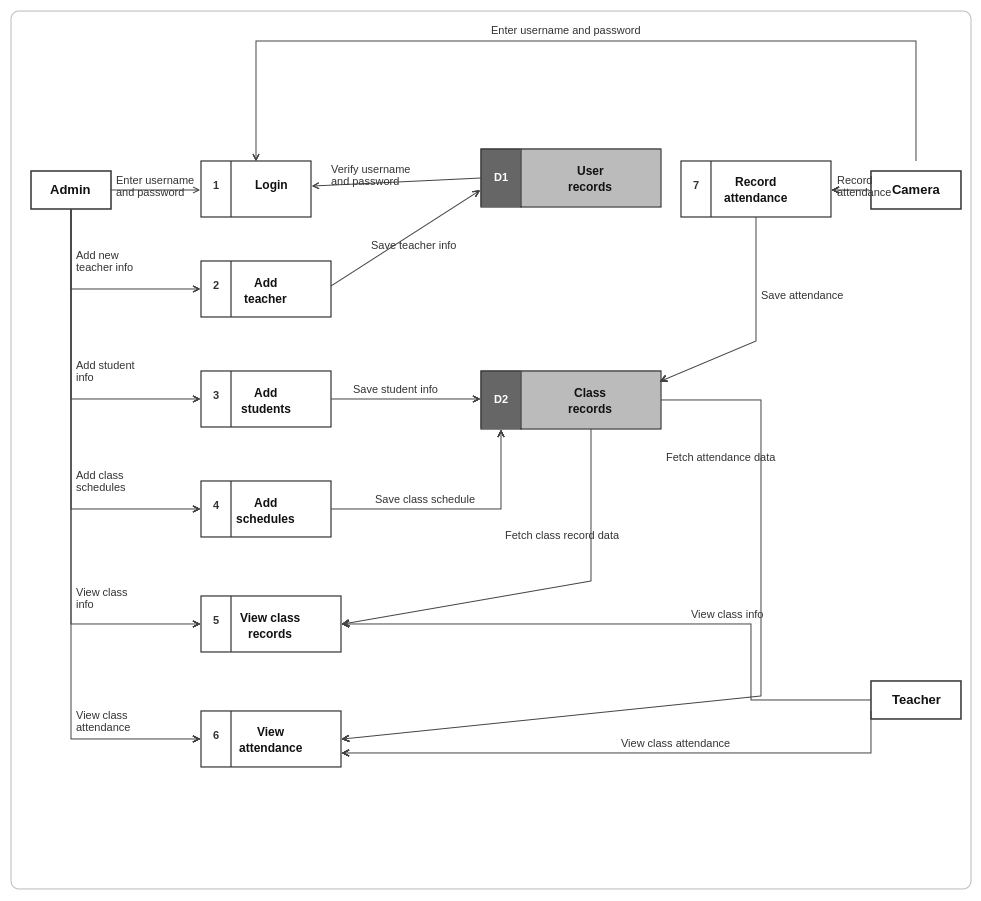 Enter username and password
Admin
Enter username
and password
1
Login
Verify username
and password
D1
User
records
7
Record
attendance
Record
attendance
Camera
Add new
teacher info
2
Add
teacher
Save teacher info
Save attendance
Add student
info
3
Add
students
Save student info
D2
Class
records
Fetch attendance data
Add class
schedules
4
Add
schedules
Save class schedule
Fetch class record data
View class
info
5
View class
records
View class info
Teacher
View class
attendance
6
View
attendance
View class attendance